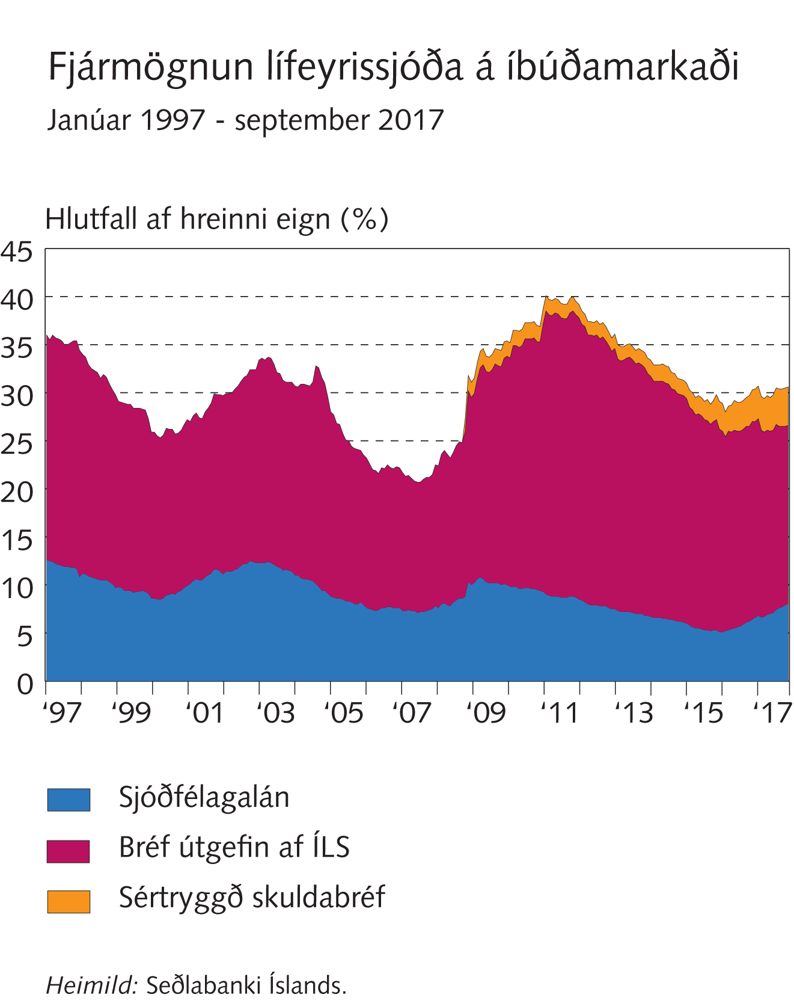 Fjármögnun lífeyrissjóða á íbúðamarkaði
Janúar 1997 - september 2017
Hlutfall af hreinni eign (%)
45
40
35
30
25
20
15
10
5
0
‘97 ‘99 ‘01 ‘03 ‘05 ‘07 ‘09 ‘11 ‘13 ‘15 ‘17
Sjóðfélagalán
Bréf útgefin af ÍLS
Sértryggð skuldabréf
Heimild: Seðlabanki Íslands.